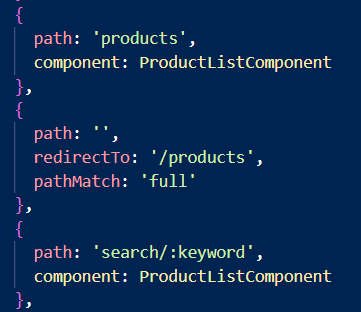 {
path: 'products',
component: ProductListComponent
},
{
path: '',
redirectTo: '/products',
pathMatch: 'full'
},
{
path: 'search/:keyword',
component: ProductListComponent
},